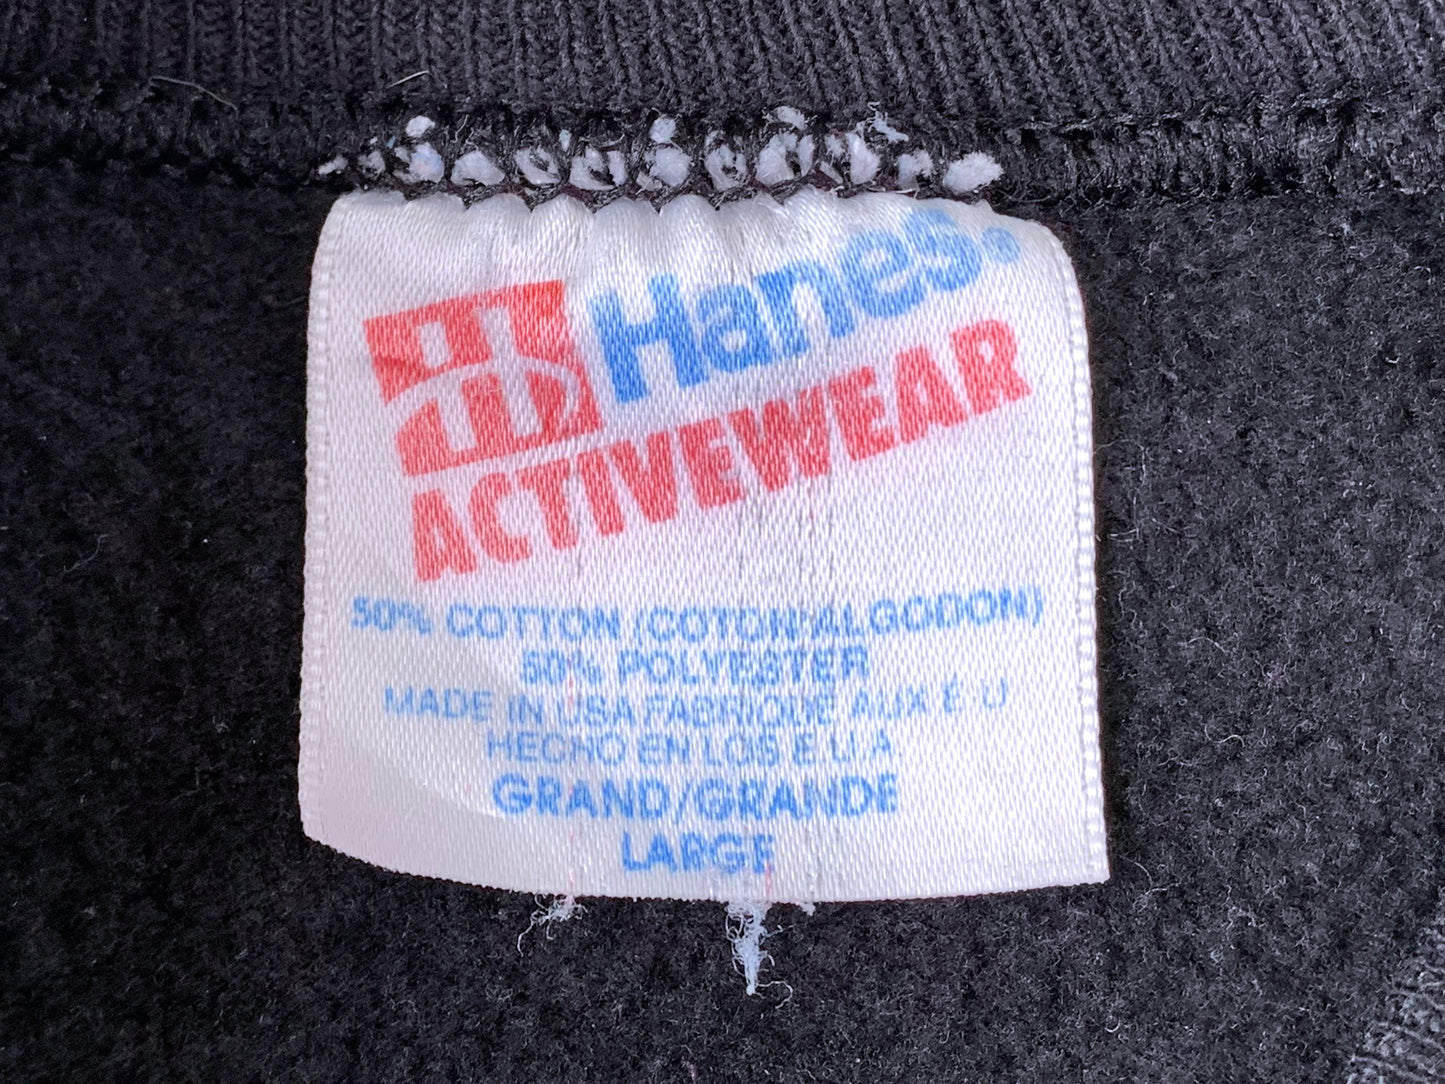 Hanes®
ACTIVEWEAR
50% COTTON/(COTON-ALGODON)
50% POLYESTER
MADE IN USA/FABRIQUE AUX E U
HECHO EN LOS E U A
GRAND/GRANDE
LARGE